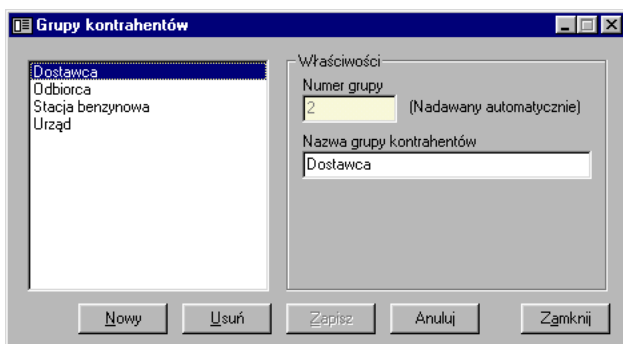 Grupy kontrahentów
Dostawca
Odbiorca
Stacja benzynowa
Urząd
Właściwości
Numer grupy
2 (Nadawany automatycznie)
Nazwa grupy kontrahentów
Dostawca
Nowy Usuń Zapisz Anuluj Zamknij